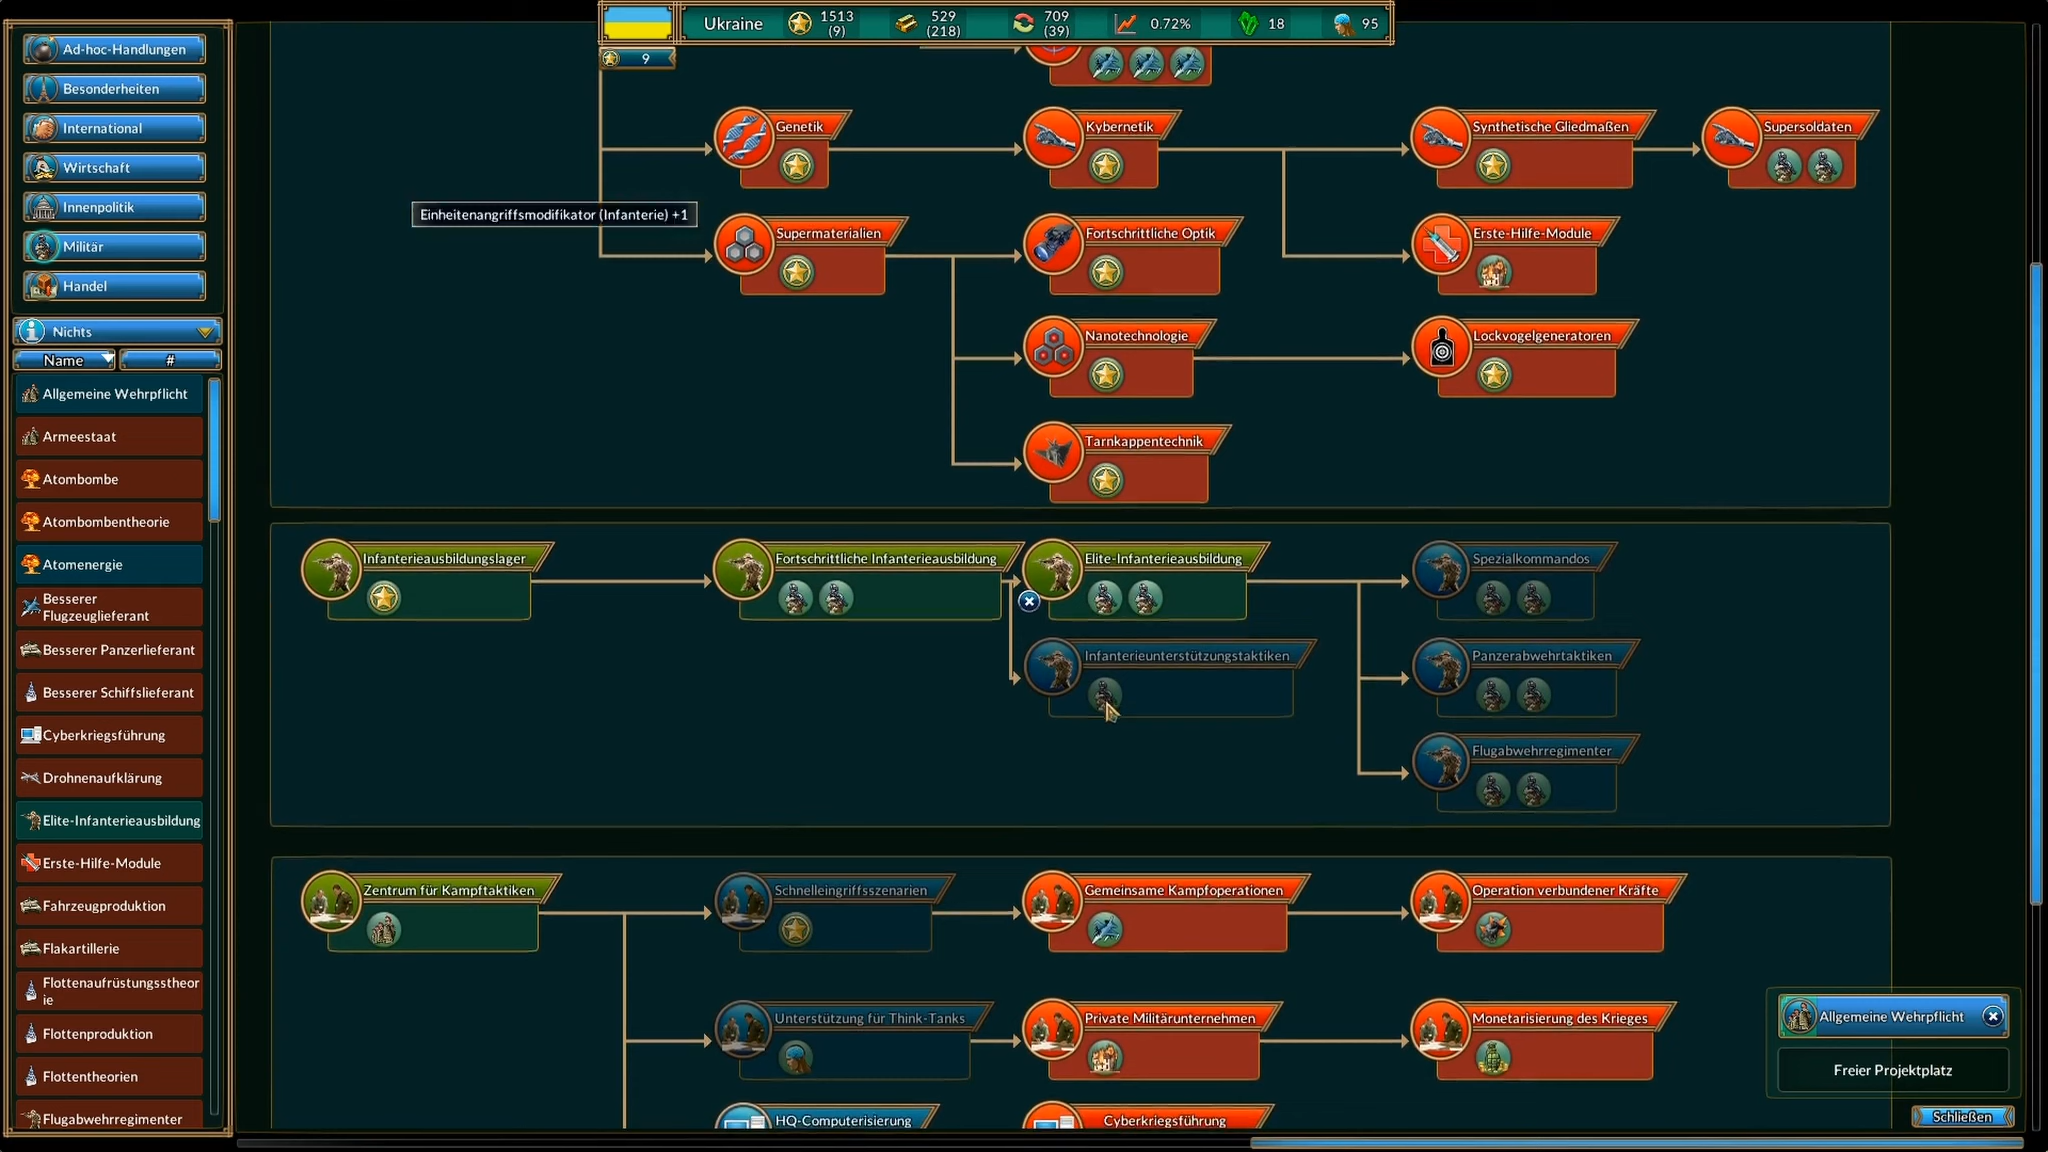 Ukraine
1513
(9)
529
(218)
709
(39)
0.72%
18
95
9
Ad-hoc-Handlungen
Besonderheiten
International
Wirtschaft
Innenpolitik
Militär
Handel
Nichts
Name
#
Allgemeine Wehrpflicht
Armeestaat
Atombombe
Atombombentheorie
Atomenergie
Besserer
Flugzeuglieferant
Besserer Panzerlieferant
Besserer Schiffslieferant
Cyberkriegsführung
Drohnenaufklärung
Elite-Infanterieausbildung
Erste-Hilfe-Module
Fahrzeugproduktion
Flakartillerie
Flottenaufrüstungsstheor
ie
Flottenproduktion
Flottentheorien
Flugabwehrregimenter
Genetik
Kybernetik
Synthetische Gliedmaßen
Supersoldaten
Einheitenangriffsmodifikator (Infanterie) +1
Supermaterialien
Fortschrittliche Optik
Erste-Hilfe-Module
Nanotechnologie
Lockvogelgeneratoren
Tarnkappentechnik
Infanterieausbildungslager
Fortschrittliche Infanterieausbildung
Elite-Infanterieausbildung
Spezialkommandos
Infanterieunterstützungstaktiken
Panzerabwehrtaktiken
Flugabwehrregimenter
Zentrum für Kampftaktiken
Schnelleingriffsszenarien
Gemeinsame Kampfoperationen
Operation verbundener Kräfte
Unterstützung für Think-Tanks
Private Militärunternehmen
Monetarisierung des Krieges
HQ-Computerisierung
Cyberkriegsführung
Allgemeine Wehrpflicht
Freier Projektplatz
Schließen